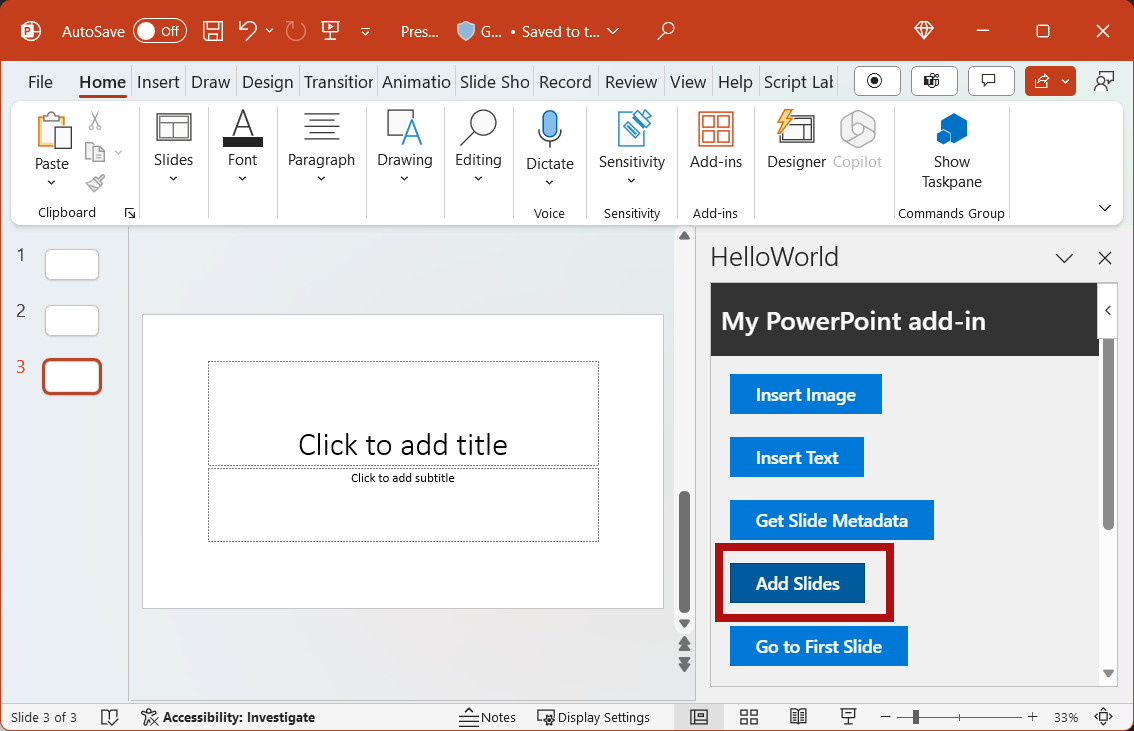 AutoSave Off Pres... G... • Saved to t...
File Home Insert Draw Design Transition Animatio Slide Sho Record Review View Help Script Lab
Paste Slides Font Paragraph Drawing Editing Dictate Sensitivity Add-ins Designer Copilot Show
Taskpane
Clipboard Voice Sensitivity Add-ins Commands Group
1
2
3
Click to add title
Click to add subtitle
HelloWorld
My PowerPoint add-in
Insert Image
Insert Text
Get Slide Metadata
Add Slides
Go to First Slide
Slide 3 of 3 Accessibility: Investigate Notes Display Settings 33%